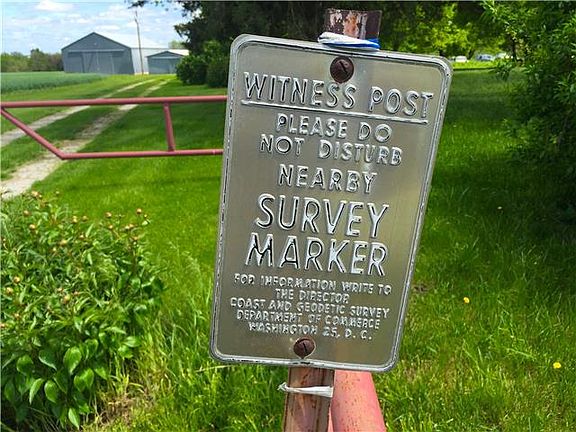 WITNESS POST
PLEASE DO
NOT DISTURB
NEARBY
SURVEY
MARKER
FOR INFORMATION WRITE TO
THE DIRECTOR
COAST AND GEODETIC SURVEY
DEPARTMENT OF COMMERCE
WASHINGTON 25, D. C.